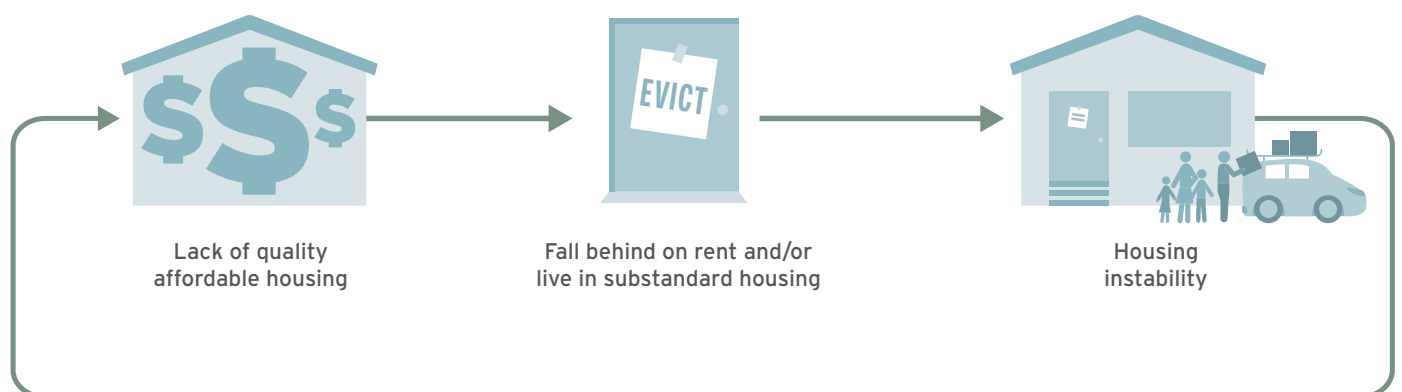 $ $ $
EVICT
Lack of quality
affordable housing
Fall behind on rent and/or
live in substandard housing
Housing
instability